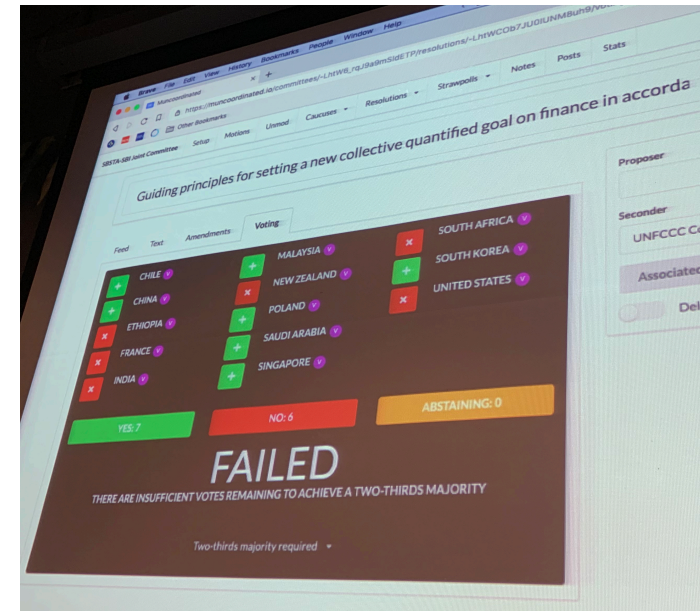 Brave File Edit View History Bookmarks People Window Help
Muncoordinated
Other Bookmarks
SBSTA-SBI Joint Committee Setup Motions Unmod Caucuses Resolutions Strawpolls Notes Posts Stats
Guiding principles for setting a new collective quantified goal on finance in accorda
Proposer
Seconder
UNFCCC Co
Associated
Del
Feed Text Amendments Voting
CHILE V
CHINA V
ETHIOPIA V
FRANCE V
INDIA V
MALAYSIA V
NEW ZEALAND V
POLAND V
SAUDI ARABIA V
SINGAPORE V
SOUTH AFRICA V
SOUTH KOREA V
UNITED STATES V
YES: 7
NO: 6
ABSTAINING: 0
FAILED
THERE ARE INSUFFICIENT VOTES REMAINING TO ACHIEVE A TWO-THIRDS MAJORITY
Two-thirds majority required